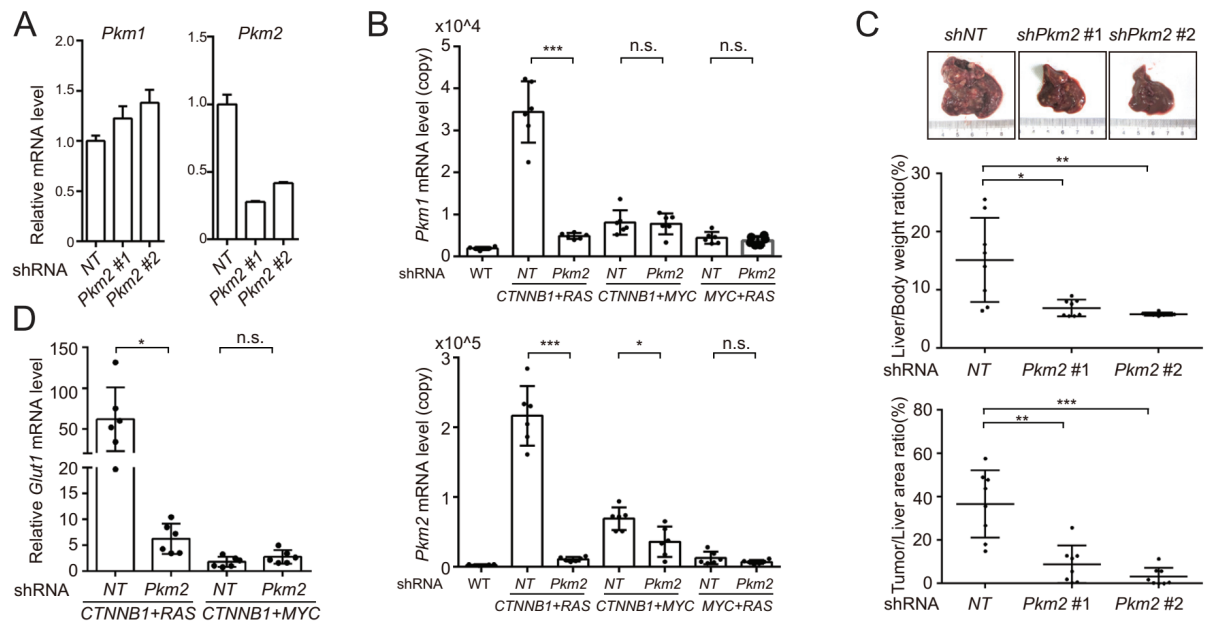 A
Pkm1
Pkm2
Relative mRNA level
2.0
1.5
1.0
0.5
0
1.5
1.0
0.5
0
shRNA
NT
Pkm2 #1
Pkm2 #2
NT
Pkm2 #1
Pkm2 #2
B
x10^4
Pkm1 mRNA level (copy)
5
4
3
2
1
0
***
n.s.
n.s.
shRNA
WT
NT
Pkm2
NT
Pkm2
NT
Pkm2
CTNNB1+RAS
CTNNB1+MYC
MYC+RAS
x10^5
Pkm2 mRNA level (copy)
3
2
1
0
***
*
n.s.
shRNA
WT
NT
Pkm2
NT
Pkm2
NT
Pkm2
CTNNB1+RAS
CTNNB1+MYC
MYC+RAS
C
shNT
shPkm2 #1
shPkm2 #2
Liver/Body weight ratio(%)
30
20
10
0
**
*
shRNA
NT
Pkm2 #1
Pkm2 #2
Tumor/Liver area ratio(%)
80
60
40
20
0
***
**
shRNA
NT
Pkm2 #1
Pkm2 #2
D
Relative Glut1 mRNA level
150
100
50
20
15
10
5
0
*
n.s.
shRNA
NT
Pkm2
NT
Pkm2
CTNNB1+RAS
CTNNB1+MYC